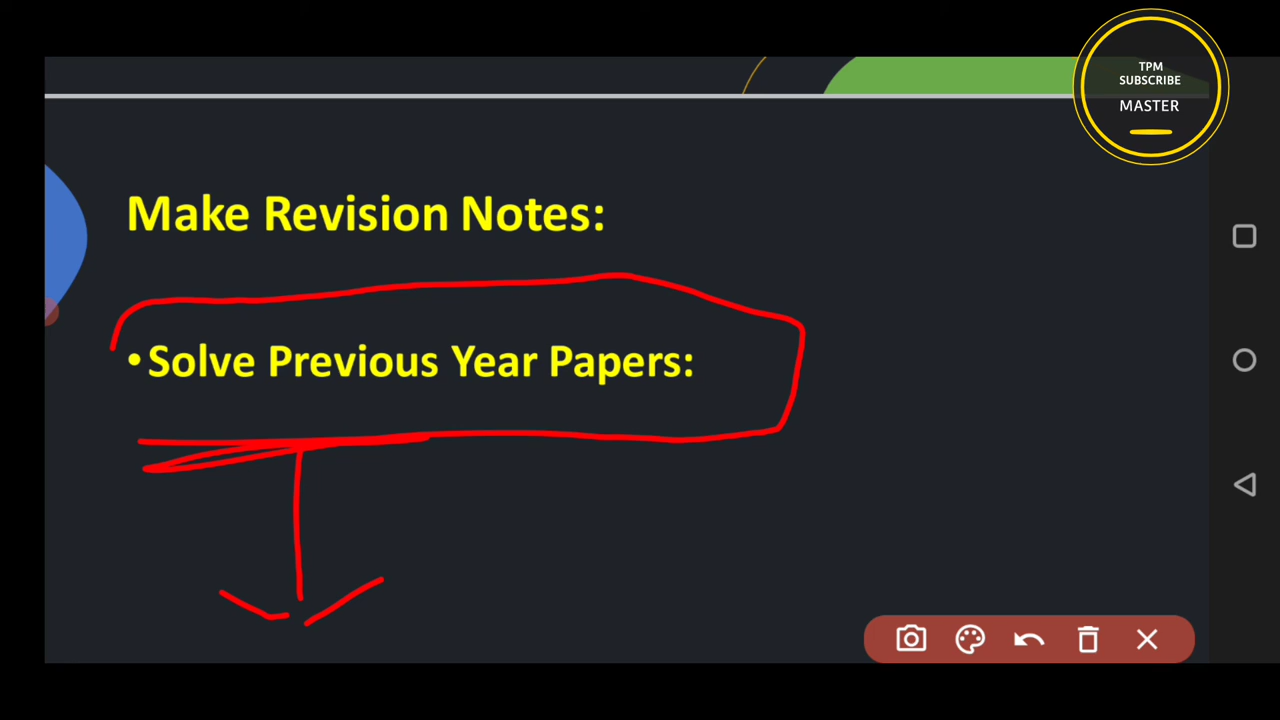 TPM
SUBSCRIBE
MASTER
Make Revision Notes:
• Solve Previous Year Papers: